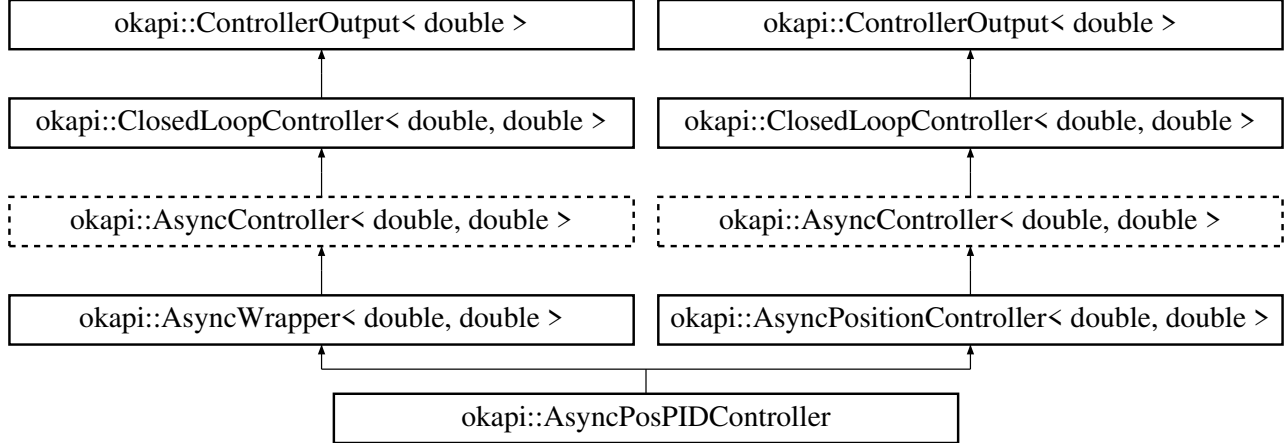 okapi::ControllerOutput< double > okapi::ControllerOutput< double >
okapi::ClosedLoopController< double, double > okapi::ClosedLoopController< double, double >
okapi::AsyncController< double, double > okapi::AsyncController< double, double >
okapi::AsyncWrapper< double, double > okapi::AsyncPositionController< double, double >
okapi::AsyncPosPIDController